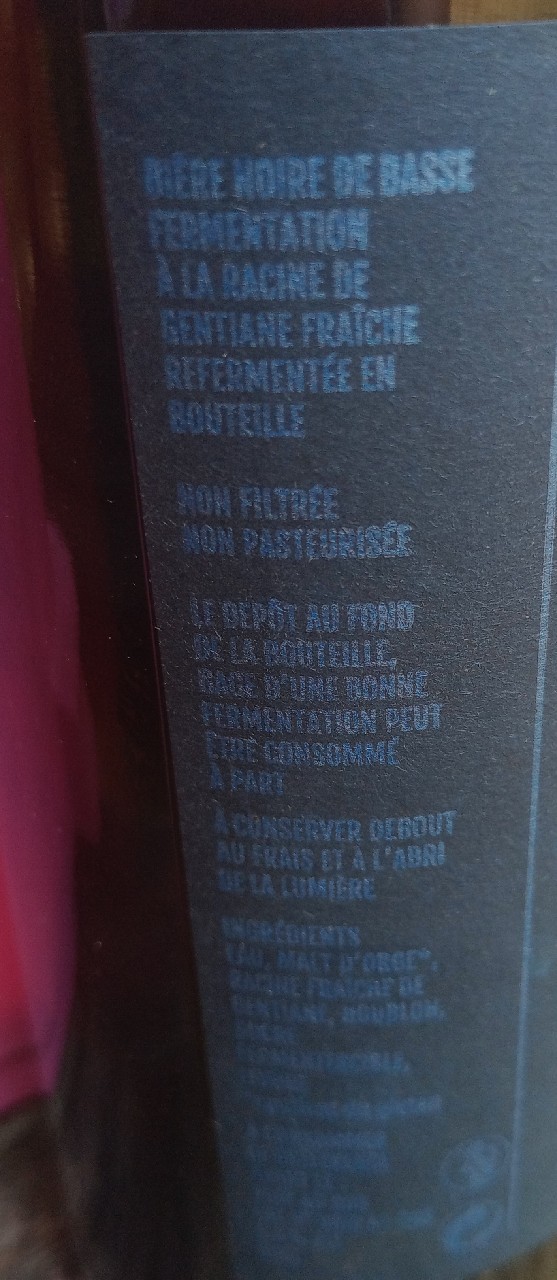 BIÈRE NOIRE DE BASSE
FERMENTATION
À LA RACINE DE
GENTIANE FRAÎCHE
REFERMENTÉE EN
BOUTEILLE
NON FILTRÉE
NON PASTEURISÉE
LE DÉPÔT AU FOND
DE LA BOUTEILLE,
GAGE D'UNE BONNE
FERMENTATION PEUT
ÊTRE CONSOMMÉ
À PART
À CONSERVER DEBOUT
AU FRAIS ET À L'ABRI
DE LA LUMIÈRE
INGRÉDIENTS
EAU, MALT D'ORGE*,
RACINE FRAÎCHE DE
GENTIANE, HOUBLON,
SUCRE
FERMENTESCIBLE,